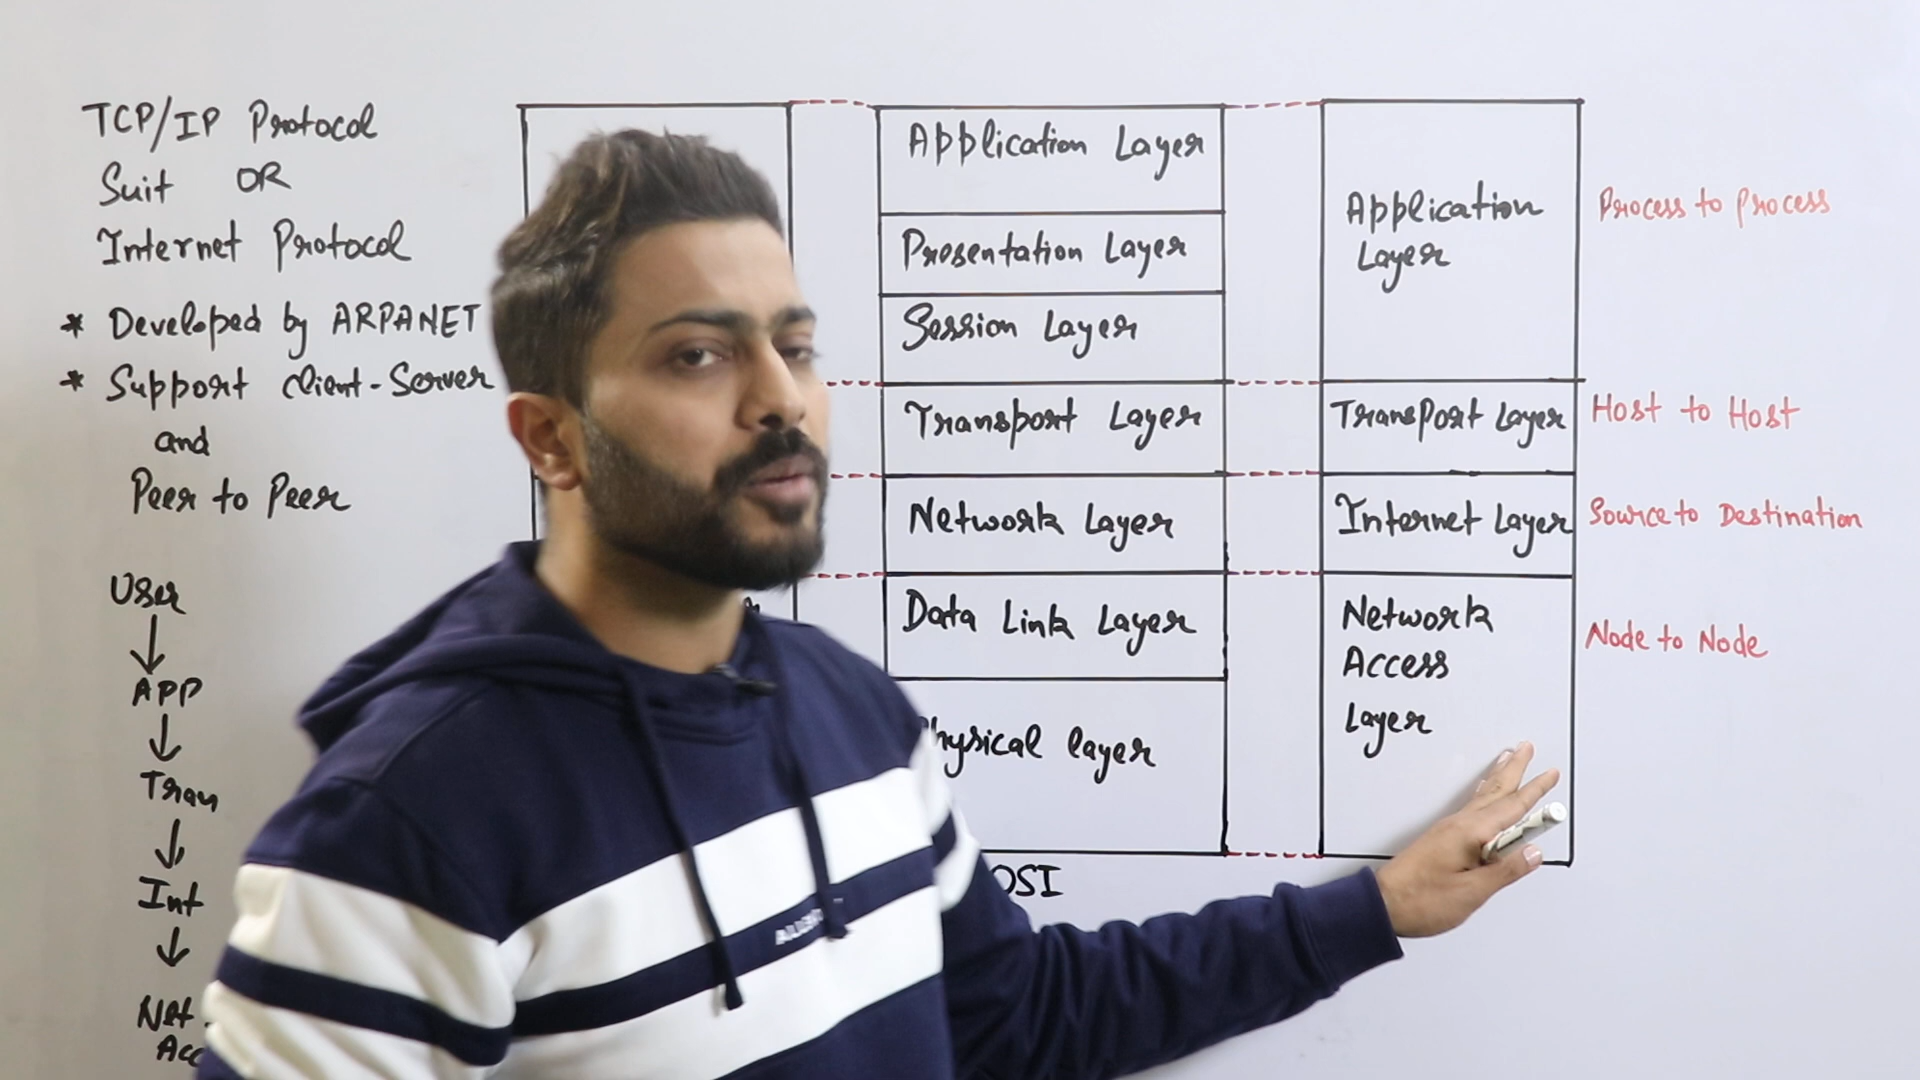 TCP/IP Protocol
Suit OR
Internet Protocol
* Developed by ARPANET
* Support Client-Server
and
Peer to Peer
User
↓
APP
↓
Tran
↓
Int
↓
Net.
Acc
Application Layer
Presentation Layer
Session Layer
Transport Layer
Network Layer
Data Link Layer
Physical layer
OSI
Application
Layer
Transport Layer
Internet Layer
Network
Access
Layer
Process to Process
Host to Host
Source to Destination
Node to Node